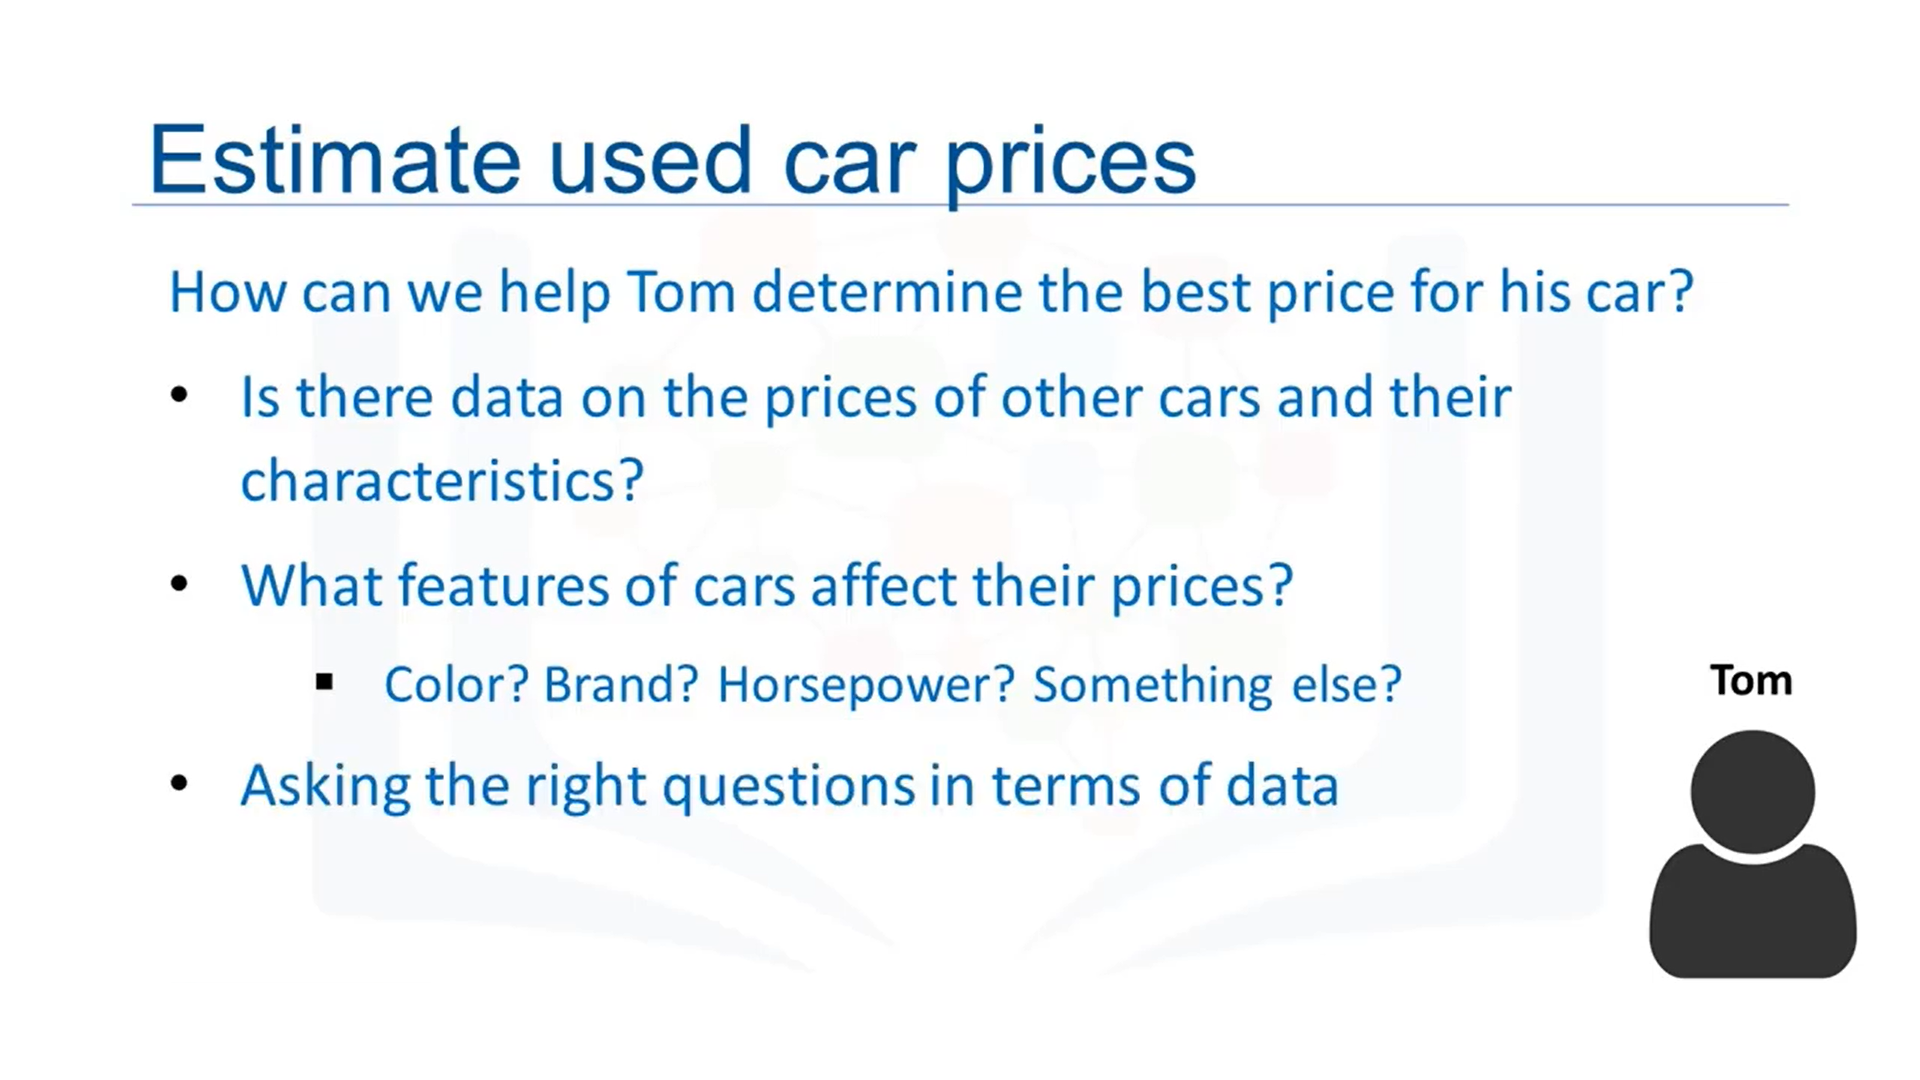 Estimate used car prices
How can we help Tom determine the best price for his car?
• Is there data on the prices of other cars and their
characteristics?
• What features of cars affect their prices?
▪ Color? Brand? Horsepower? Something else?
• Asking the right questions in terms of data
Tom